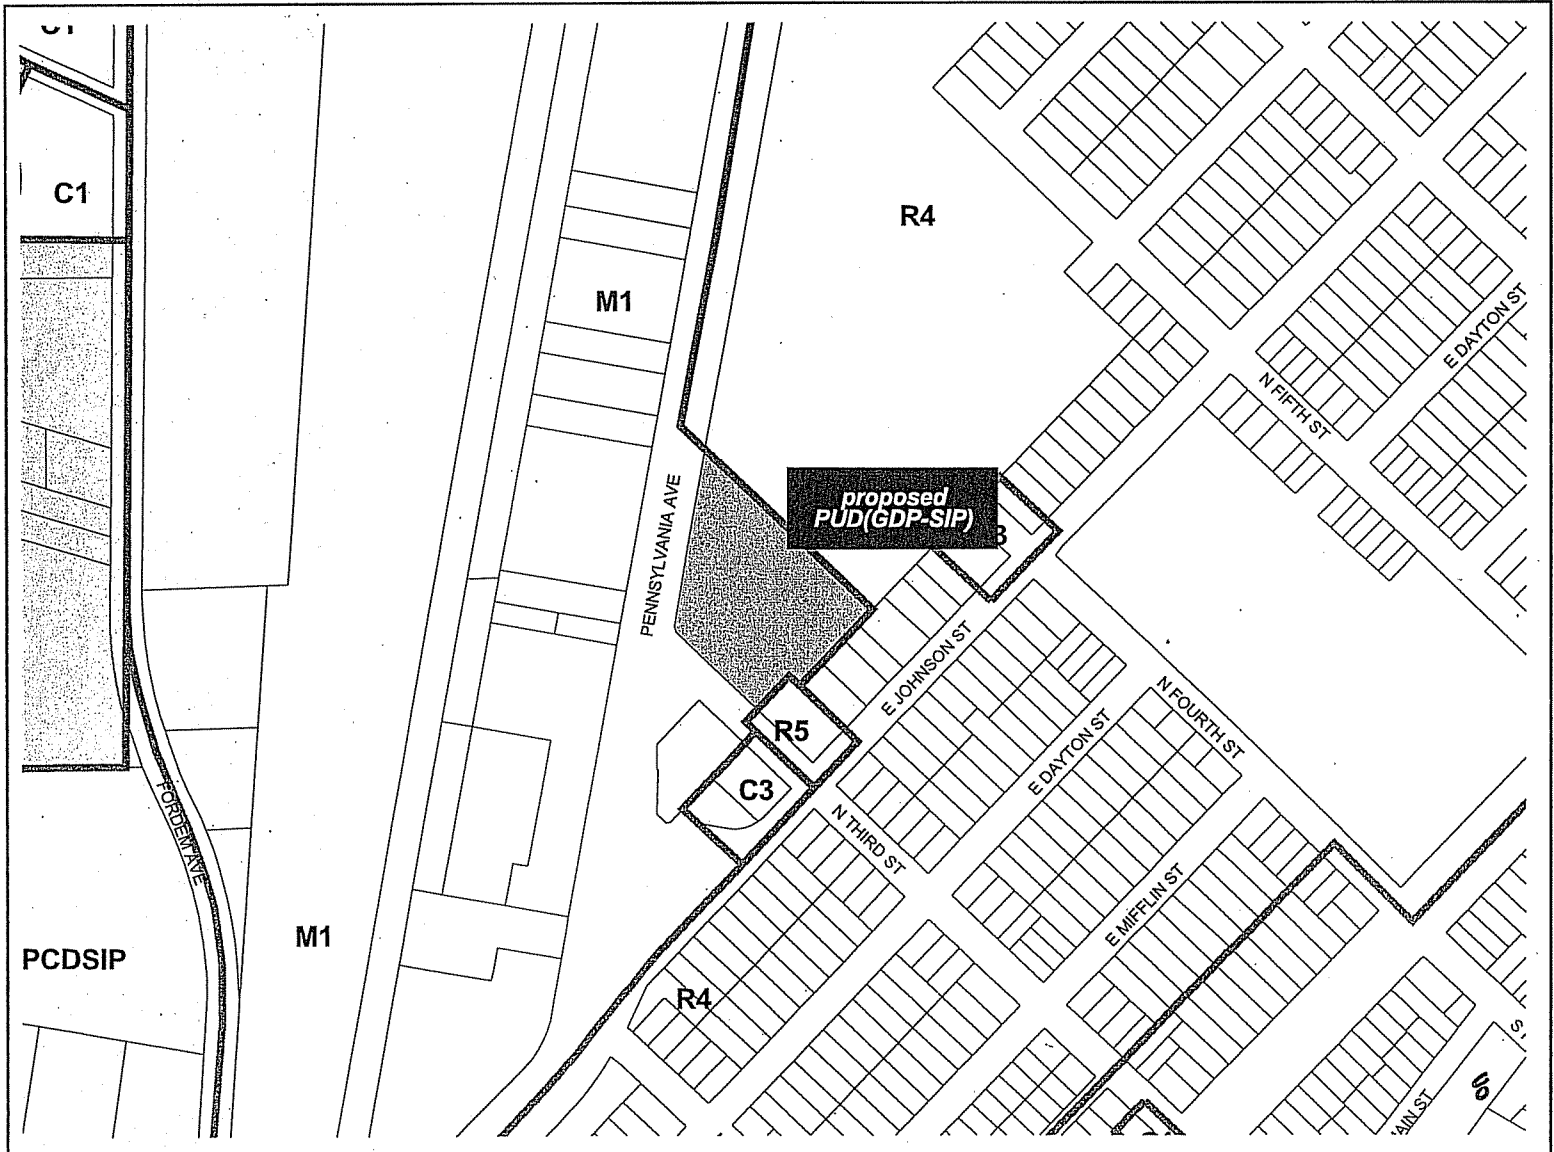 C1
C1
R4
M1
E DAYTON ST
N FIFTH ST
proposed
PUD(GDP-SIP)
PENNSYLVANIA AVE
E JOHNSON ST
N FOURTH ST
R5
E DAYTON ST
C3
FORDEM AVE
N THIRD ST
E MIFFLIN ST
M1
PCDSIP
R4